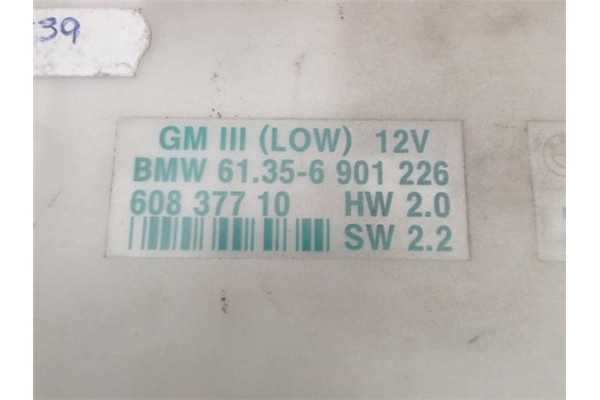 39
GM III (LOW) 12V
BMW 61.35-6 901 226
608 377 10 HW 2.0
SW 2.2